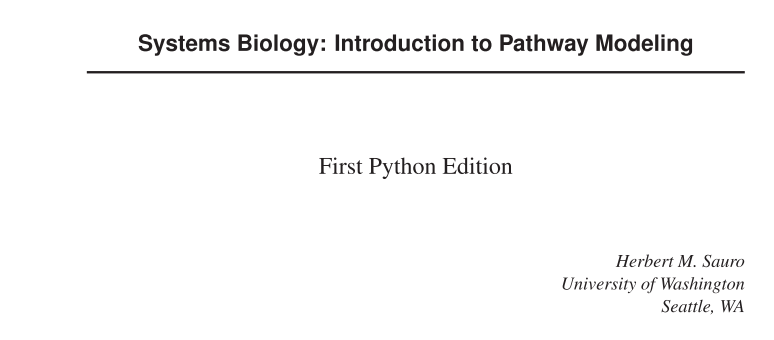 Systems Biology: Introduction to Pathway Modeling
First Python Edition
Herbert M. Sauro
University of Washington
Seattle, WA